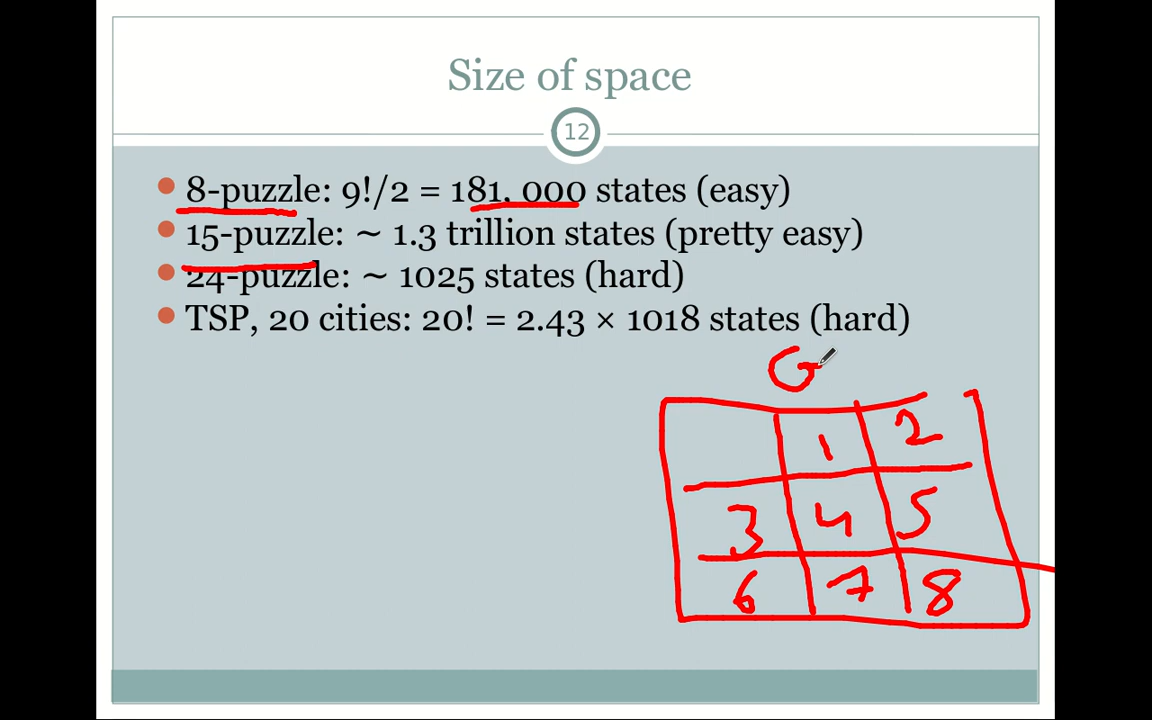 Size of space
12
8-puzzle: 9!/2 = 181, 000 states (easy)
15-puzzle: ~ 1.3 trillion states (pretty easy)
24-puzzle: ~ 1025 states (hard)
TSP, 20 cities: 20! = 2.43 × 1018 states (hard)
G
1 2
3 4 5
6 7 8